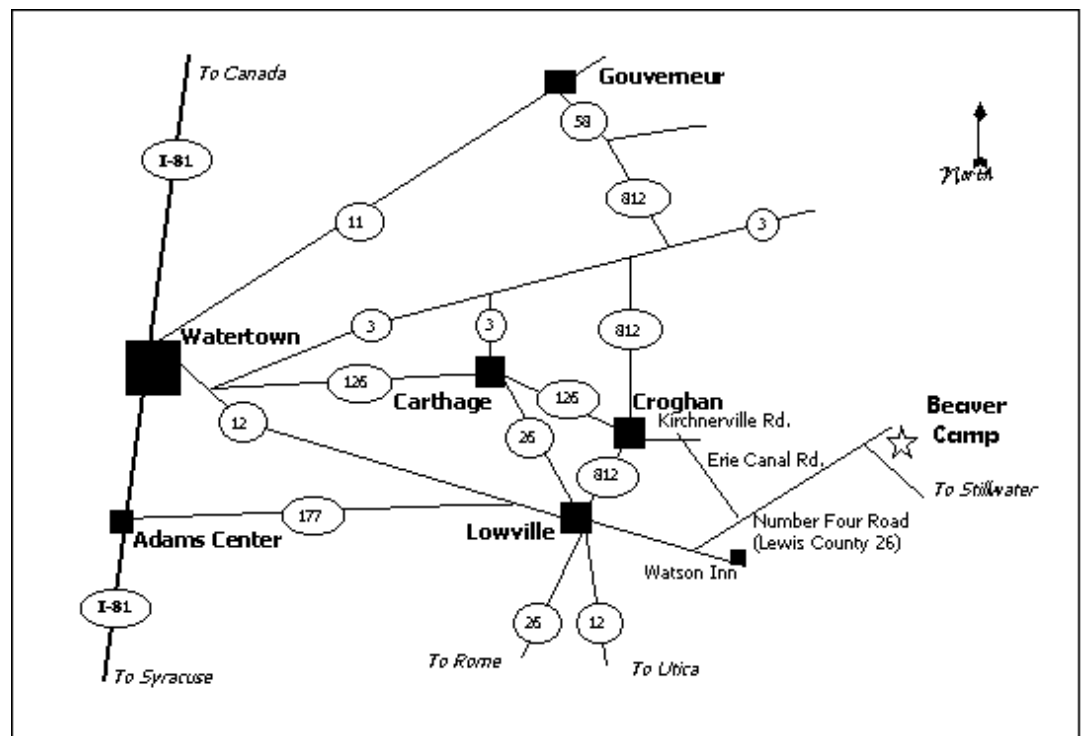 To Canada
Gouverneur
58
I-81
812
North
11
3
3
3
812
Watertown
126
Carthage
126
Croghan
Beaver
Camp
Kirchnerville Rd.
12
26
Erie Canal Rd.
812
To Stillwater
177
Adams Center
Lowville
Number Four Road
(Lewis County 26)
Watson Inn
I-81
26
12
To Rome
To Utica
To Syracuse